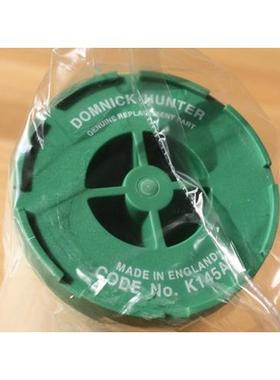 DOMNICK HUNTER
GENUINE REPLACEMENT PART
MADE IN ENGLAND
CODE No. K145A